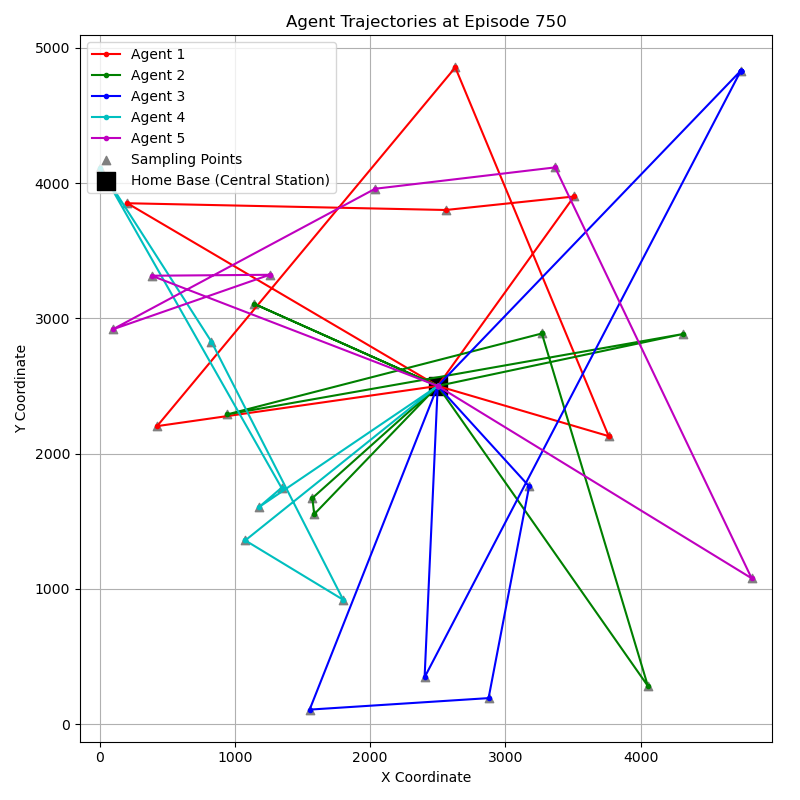 Agent Trajectories at Episode 750
5000
4000
3000
2000
1000
0
Y Coordinate
Agent 1
Agent 2
Agent 3
Agent 4
Agent 5
Sampling Points
Home Base (Central Station)
0 1000 2000 3000 4000
X Coordinate